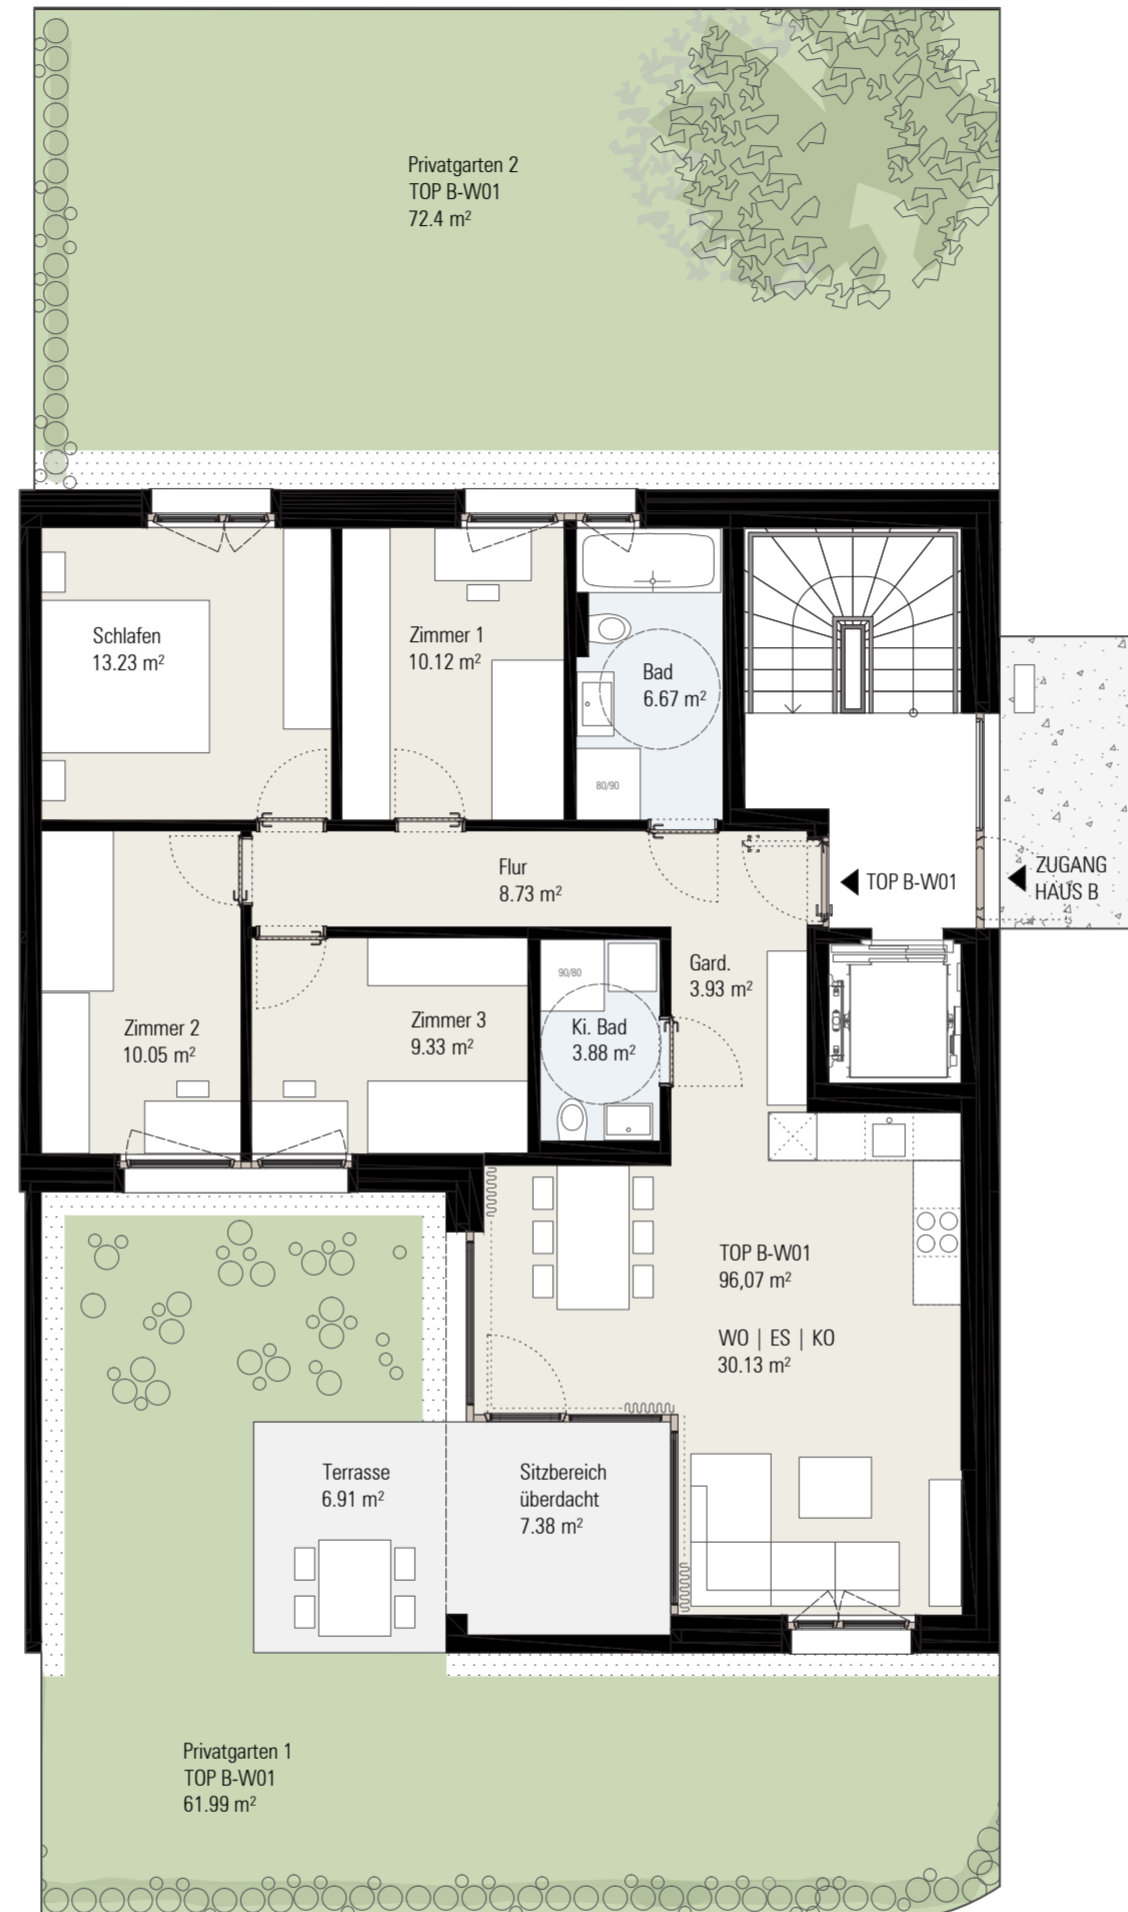 Privatgarten 2
TOP B-W01
72.4 m²
Schlafen
13.23 m²
Zimmer 1
10.12 m²
Bad
6.67 m²
80/90
Flur
8.73 m²
TOP B-W01
ZUGANG
HAUS B
Gard.
3.93 m²
90/80
Zimmer 2
10.05 m²
Zimmer 3
9.33 m²
Ki. Bad
3.88 m²
TOP B-W01
96,07 m²
WO | ES | KO
30.13 m²
Terrasse
6.91 m²
Sitzbereich
überdacht
7.38 m²
Privatgarten 1
TOP B-W01
61.99 m²